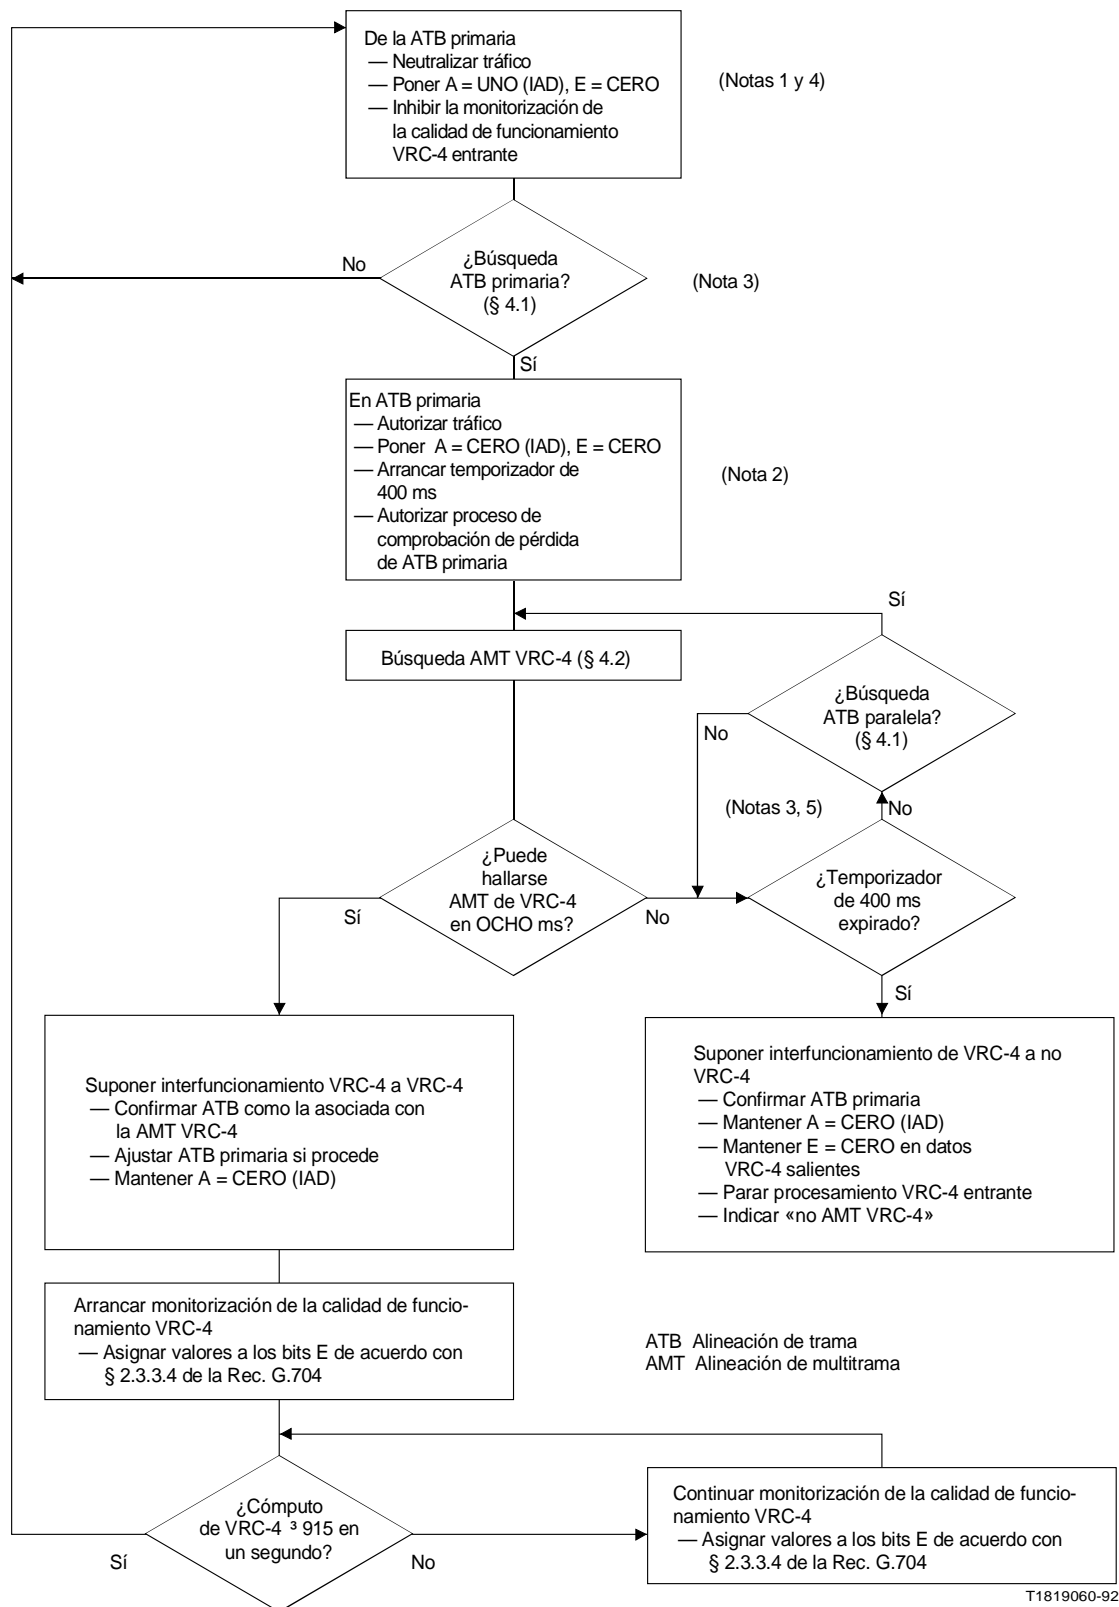 De la ATB primaria
— Neutralizar tráfico
— Poner A = UNO (IAD), E = CERO
— Inhibir la monitorización de
la calidad de funcionamiento
VRC-4 entrante
(Notas 1 y 4)
¿Búsqueda
ATB primaria?
(§ 4.1)
No
(Nota 3)
Sí
En ATB primaria
— Autorizar tráfico
— Poner A = CERO (IAD), E = CERO
— Arrancar temporizador de
400 ms
— Autorizar proceso de
comprobación de pérdida
de ATB primaria
(Nota 2)
Sí
Búsqueda AMT VRC-4 (§ 4.2)
¿Búsqueda
ATB paralela?
(§ 4.1)
No
(Notas 3, 5)
No
¿Puede
hallarse
AMT de VRC-4
en OCHO ms?
Sí
No
¿Temporizador
de 400 ms
expirado?
Sí
Suponer interfuncionamiento VRC-4 a VRC-4
— Confirmar ATB como la asociada con
la AMT VRC-4
— Ajustar ATB primaria si procede
— Mantener A = CERO (IAD)
Suponer interfuncionamiento de VRC-4 a no
VRC-4
— Confirmar ATB primaria
— Mantener A = CERO (IAD)
— Mantener E = CERO en datos
VRC-4 salientes
— Parar procesamiento VRC-4 entrante
— Indicar «no AMT VRC-4»
Arrancar monitorización de la calidad de funcio-
namiento VRC-4
— Asignar valores a los bits E de acuerdo con
§ 2.3.3.4 de la Rec. G.704
ATB Alineación de trama
AMT Alineación de multitrama
¿Cómputo
de VRC-4 ³ 915 en
un segundo?
Sí
No
Continuar monitorización de la calidad de funcio-
namiento VRC-4
— Asignar valores a los bits E de acuerdo con
§ 2.3.3.4 de la Rec. G.704
T1819060-92